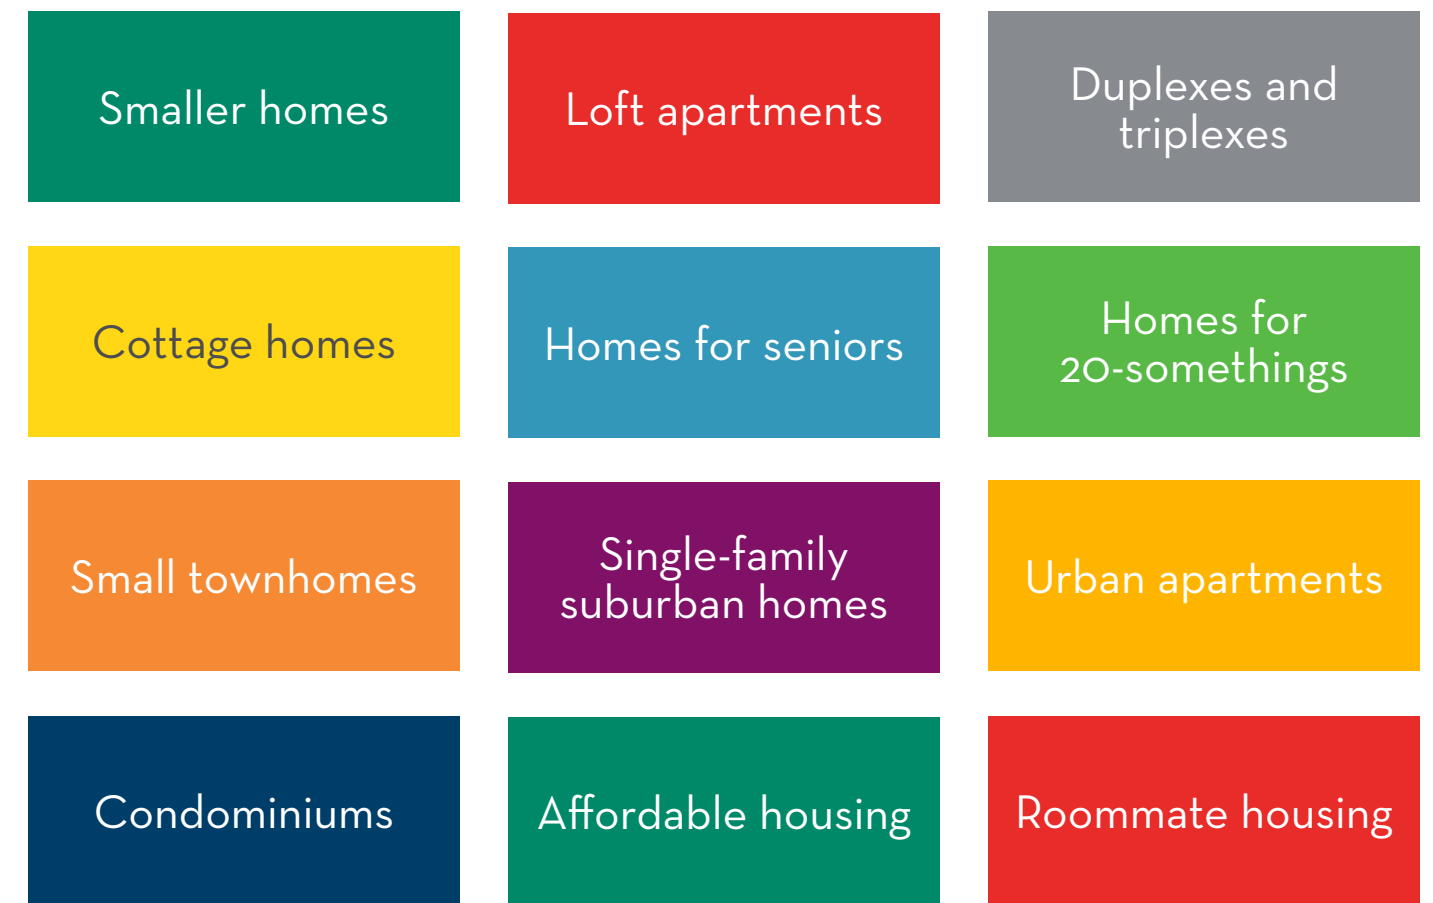 Smaller homes
Loft apartments
Duplexes and
triplexes
Cottage homes
Homes for seniors
Homes for
20-somethings
Small townhomes
Single-family
suburban homes
Urban apartments
Condominiums
Affordable housing
Roommate housing